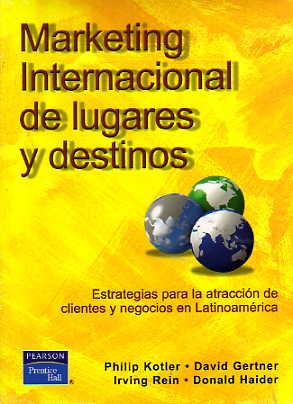 Marketing
Internacional
de lugares
y destinos
Estrategias para la atracción de
clientes y negocios en Latinoamérica
PEARSON
Prentice
Hall
®
Philip Kotler • David Gertner
Irving Rein • Donald Haider